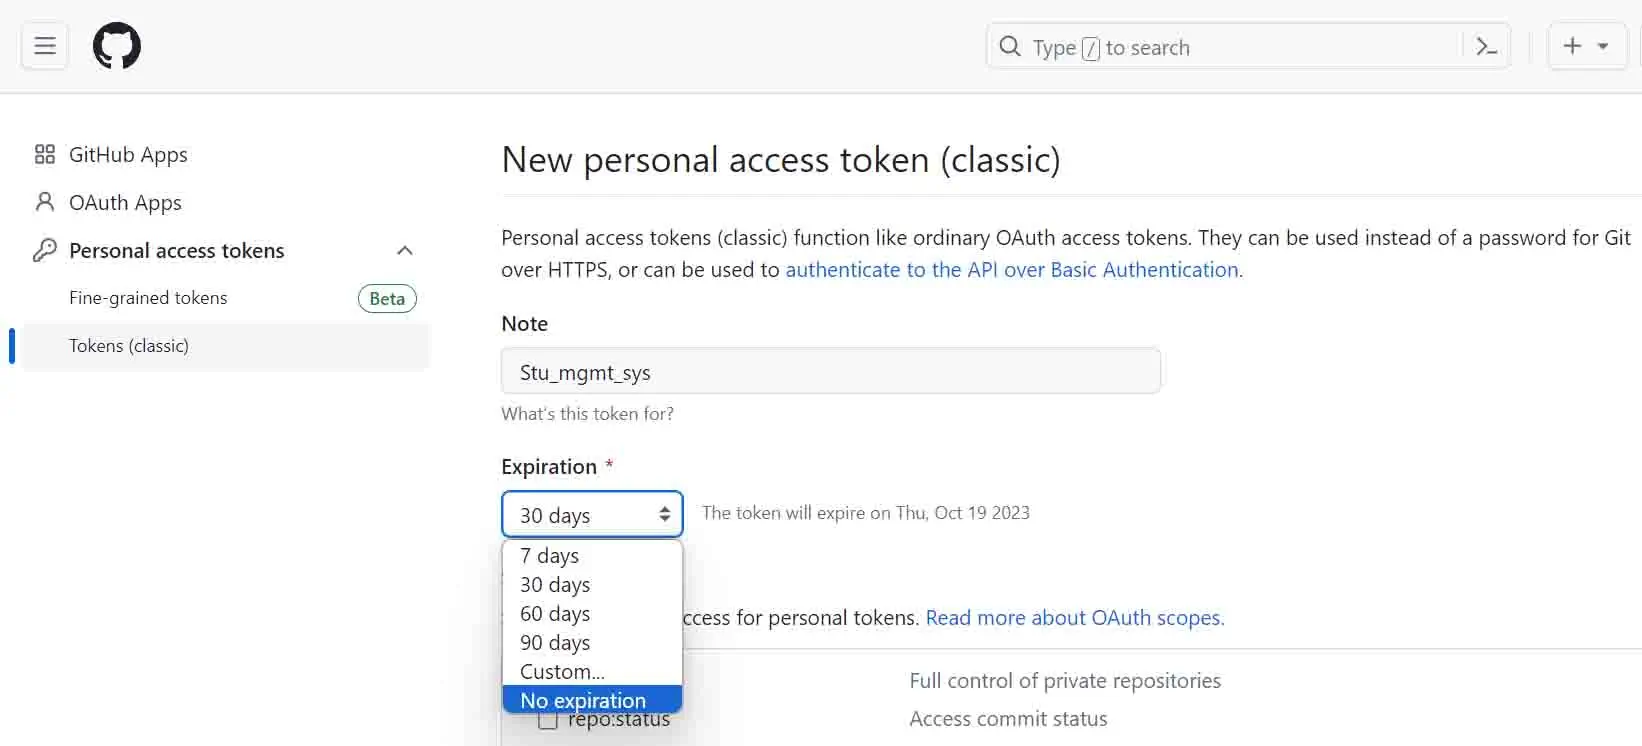 Type / to search
GitHub Apps
OAuth Apps
Personal access tokens
Fine-grained tokens Beta
Tokens (classic)
New personal access token (classic)
Personal access tokens (classic) function like ordinary OAuth access tokens. They can be used instead of a password for Git
over HTTPS, or can be used to authenticate to the API over Basic Authentication.
Note
Stu_mgmt_sys
What's this token for?
Expiration *
30 days The token will expire on Thu, Oct 19 2023
7 days
30 days
60 days
90 days
Custom...
No expiration
ccess for personal tokens. Read more about OAuth scopes.
Full control of private repositories
repo:status Access commit status